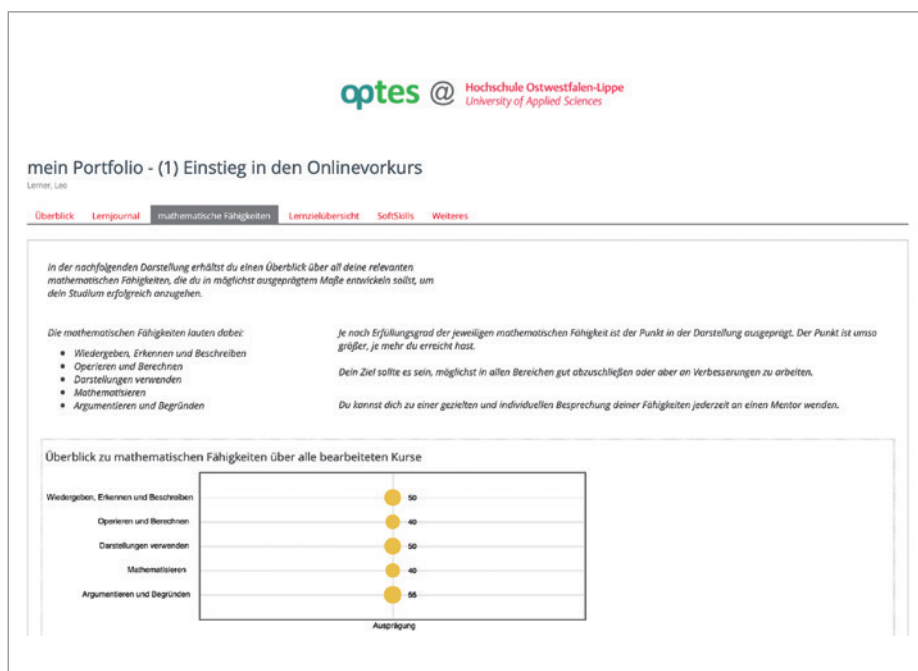 optes @ Hochschule Ostwestfalen-Lippe
University of Applied Sciences
mein Portfolio - (1) Einstieg in den Onlinevorkurs
Lerner, Leo
Überblick Lernjournal mathematische Fähigkeiten Lernzielübersicht SoftSkills Weiteres
In der nachfolgenden Darstellung erhältst du einen Überblick über all deine relevanten
mathematischen Fähigkeiten, die du in möglichst ausgeprägtem Maße entwickeln sollst, um
dein Studium erfolgreich anzugehen.
Die mathematischen Fähigkeiten lauten dabei:
• Wiedergeben, Erkennen und Beschreiben
• Operieren und Berechnen
• Darstellungen verwenden
• Mathematisieren
• Argumentieren und Begründen
Je nach Erfüllungsgrad der jeweiligen mathematischen Fähigkeit ist der Punkt in der Darstellung ausgeprägt. Der Punkt ist umso
größer, je mehr du erreicht hast.
Dein Ziel sollte es sein, möglichst in allen Bereichen gut abzuschließen oder aber an Verbesserungen zu arbeiten.
Du kannst dich zu einer gezielten und individuellen Besprechung deiner Fähigkeiten jederzeit an einen Mentor wenden.
Überblick zu mathematischen Fähigkeiten über alle bearbeiteten Kurse
Wiedergeben, Erkennen und Beschreiben 50
Operieren und Berechnen 40
Darstellungen verwenden 50
Mathematisieren 40
Argumentieren und Begründen 55
Ausprägung